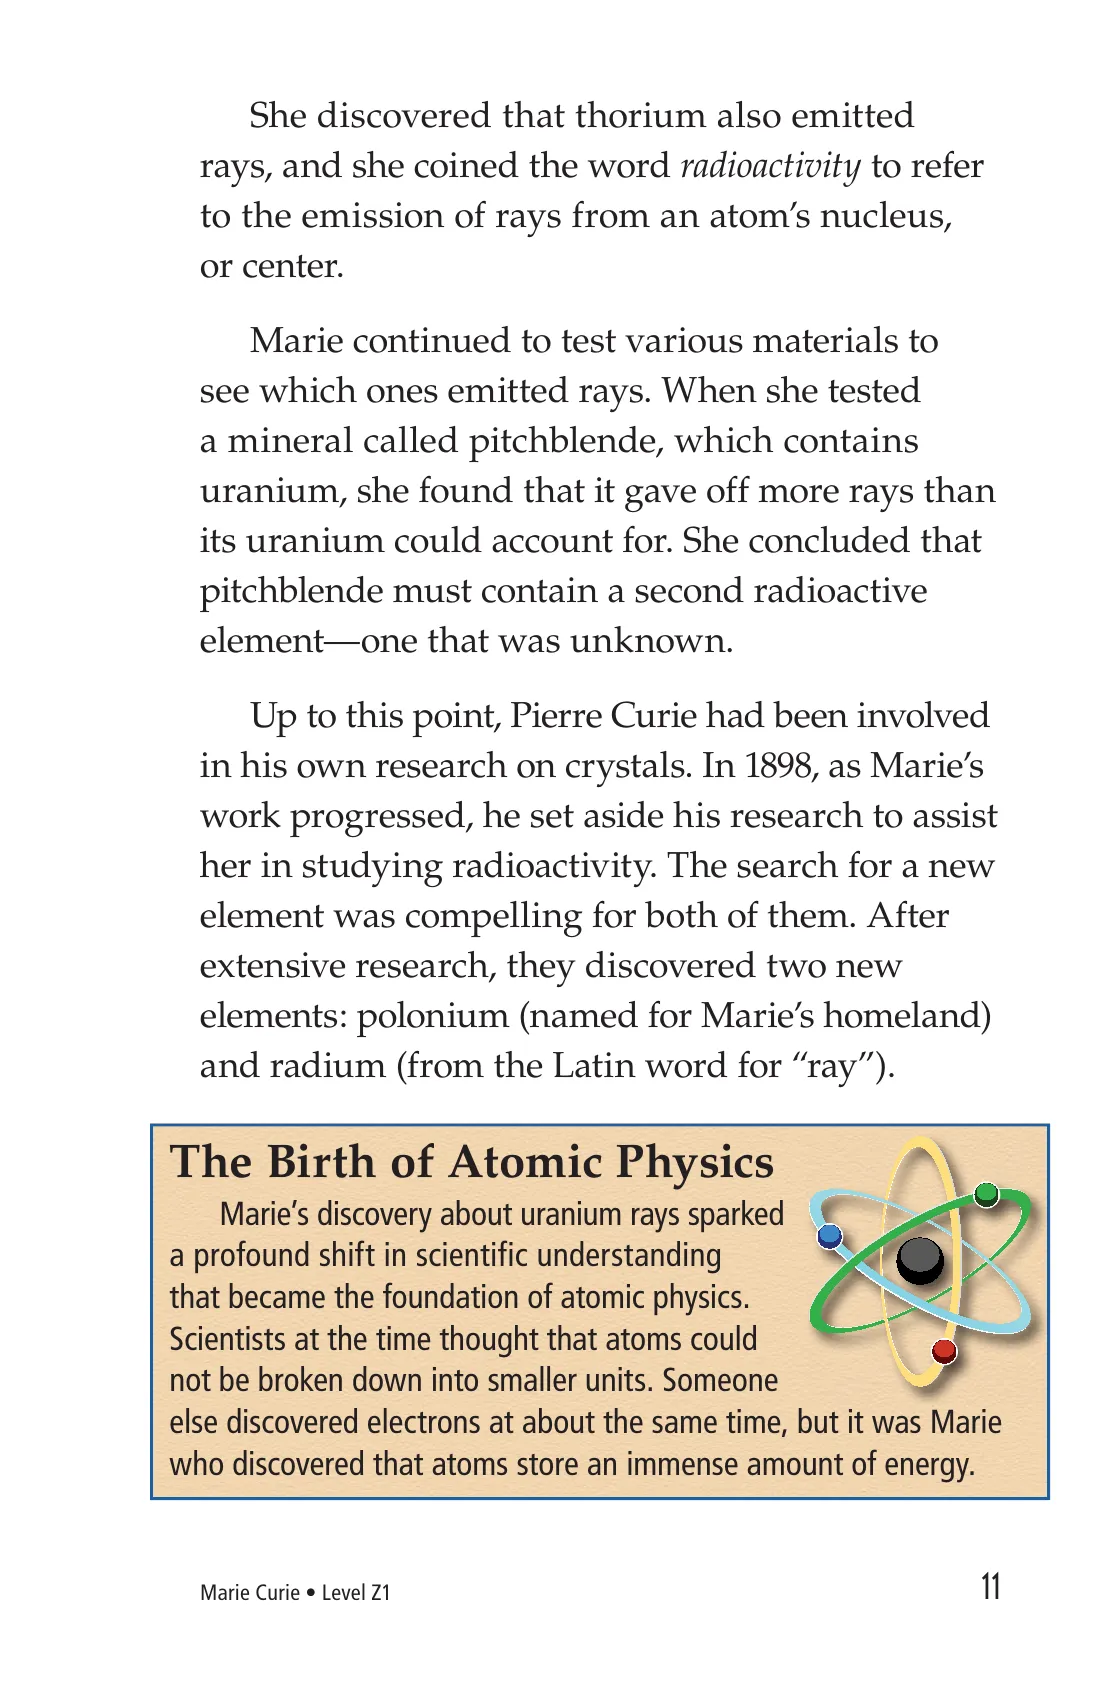 She discovered that thorium also emitted
rays, and she coined the word radioactivity to refer
to the emission of rays from an atom’s nucleus,
or center.
Marie continued to test various materials to
see which ones emitted rays. When she tested
a mineral called pitchblende, which contains
uranium, she found that it gave off more rays than
its uranium could account for. She concluded that
pitchblende must contain a second radioactive
element—one that was unknown.
Up to this point, Pierre Curie had been involved
in his own research on crystals. In 1898, as Marie’s
work progressed, he set aside his research to assist
her in studying radioactivity. The search for a new
element was compelling for both of them. After
extensive research, they discovered two new
elements: polonium (named for Marie’s homeland)
and radium (from the Latin word for “ray”).
The Birth of Atomic Physics
Marie’s discovery about uranium rays sparked
a profound shift in scientific understanding
that became the foundation of atomic physics.
Scientists at the time thought that atoms could
not be broken down into smaller units. Someone
else discovered electrons at about the same time, but it was Marie
who discovered that atoms store an immense amount of energy.
Marie Curie • Level Z1
11